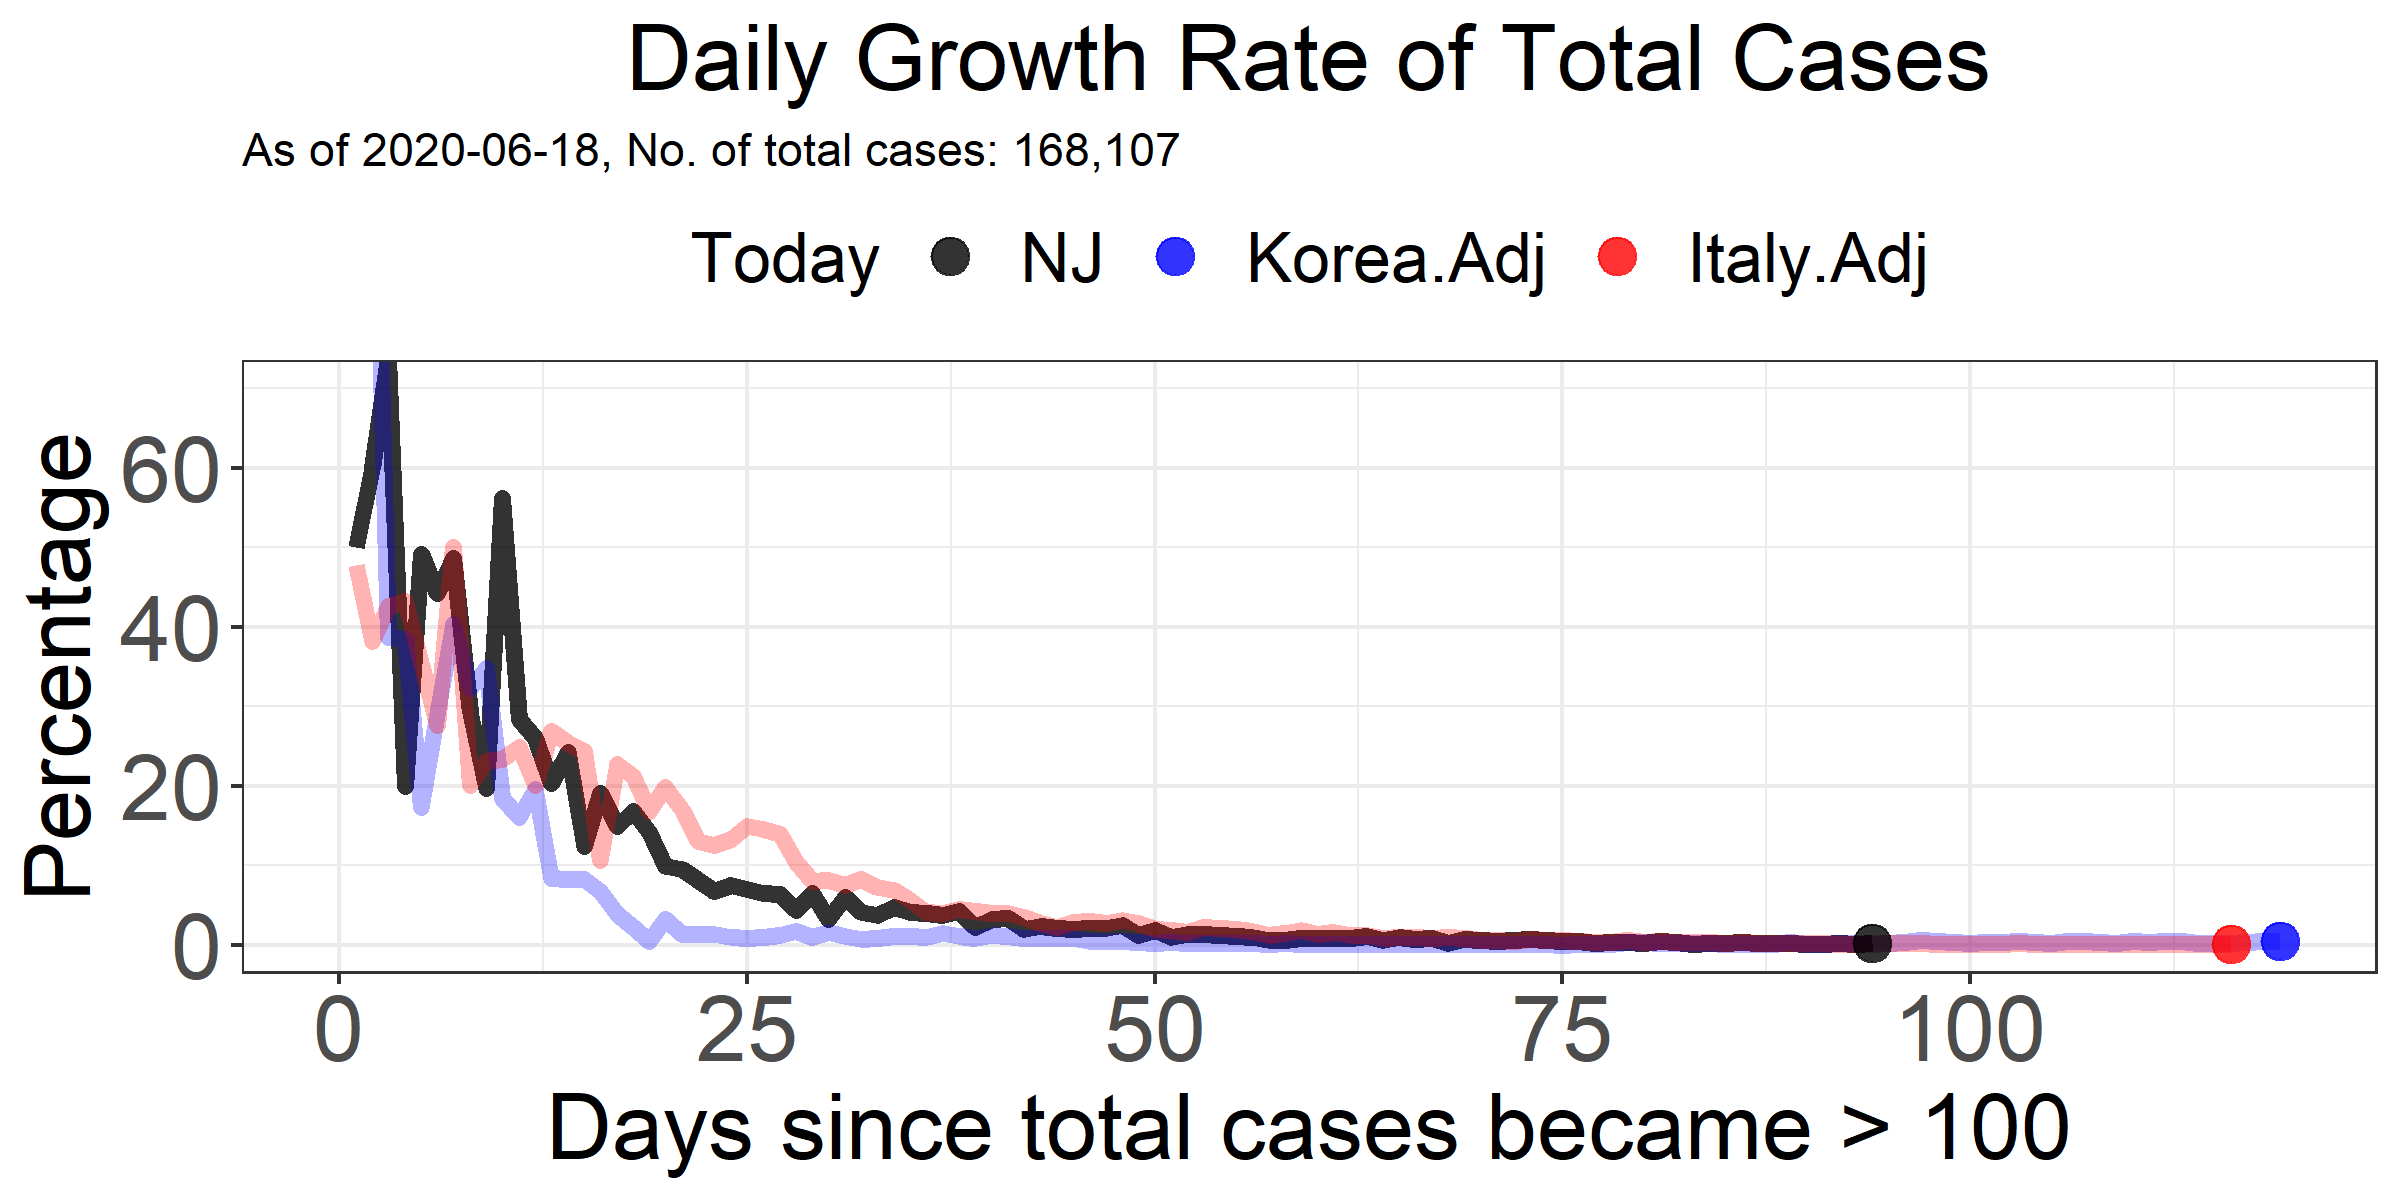 Daily Growth Rate of Total Cases
As of 2020-06-18, No. of total cases: 168,107
Today NJ Korea.Adj Italy.Adj
Percentage
60
40
20
0
0 25 50 75 100
Days since total cases became > 100